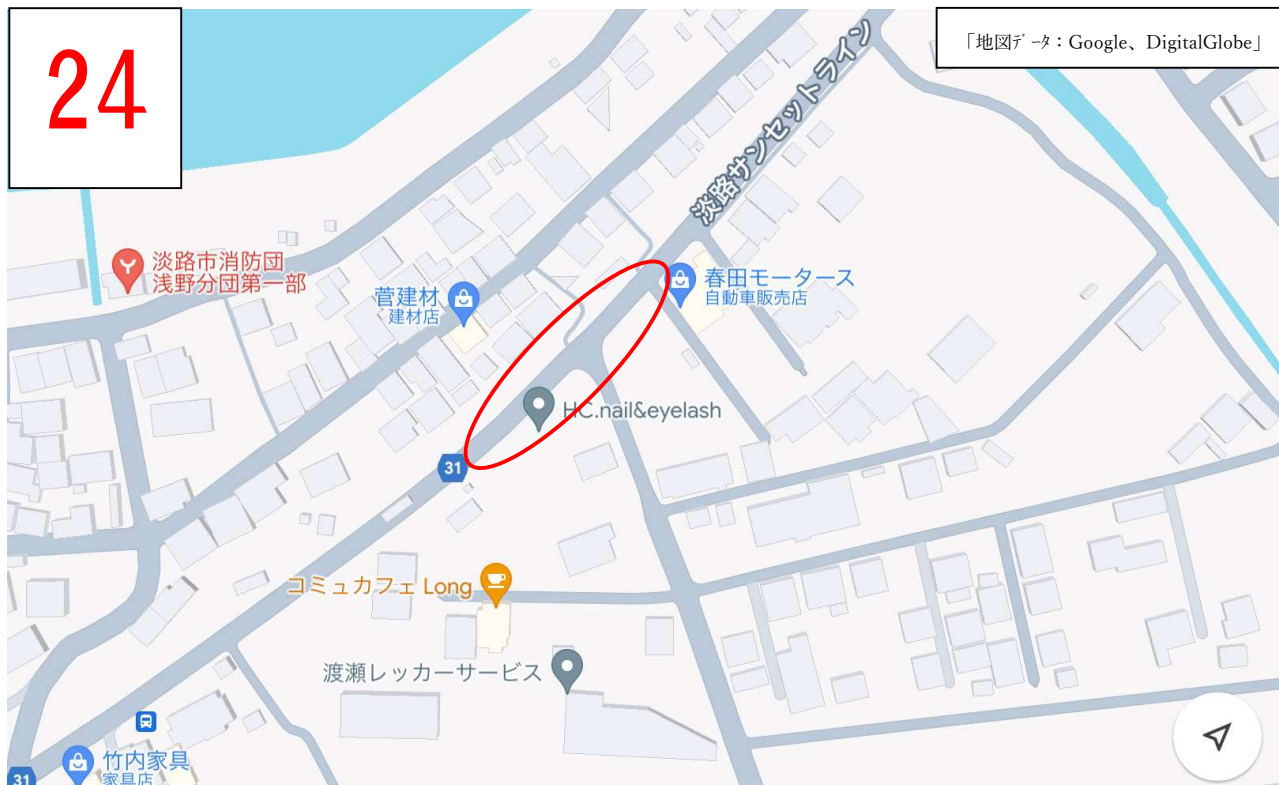 24
「地図ﾃﾞｰﾀ：Google、DigitalGlobe」
淡路サンセットライン
淡路市消防団
浅野分団第一部
菅建材
建材店
春田モータース
自動車販売店
HC.nail&eyelash
31
コミュカフェ Long
渡瀬レッカーサービス
竹内家具
家具店
31